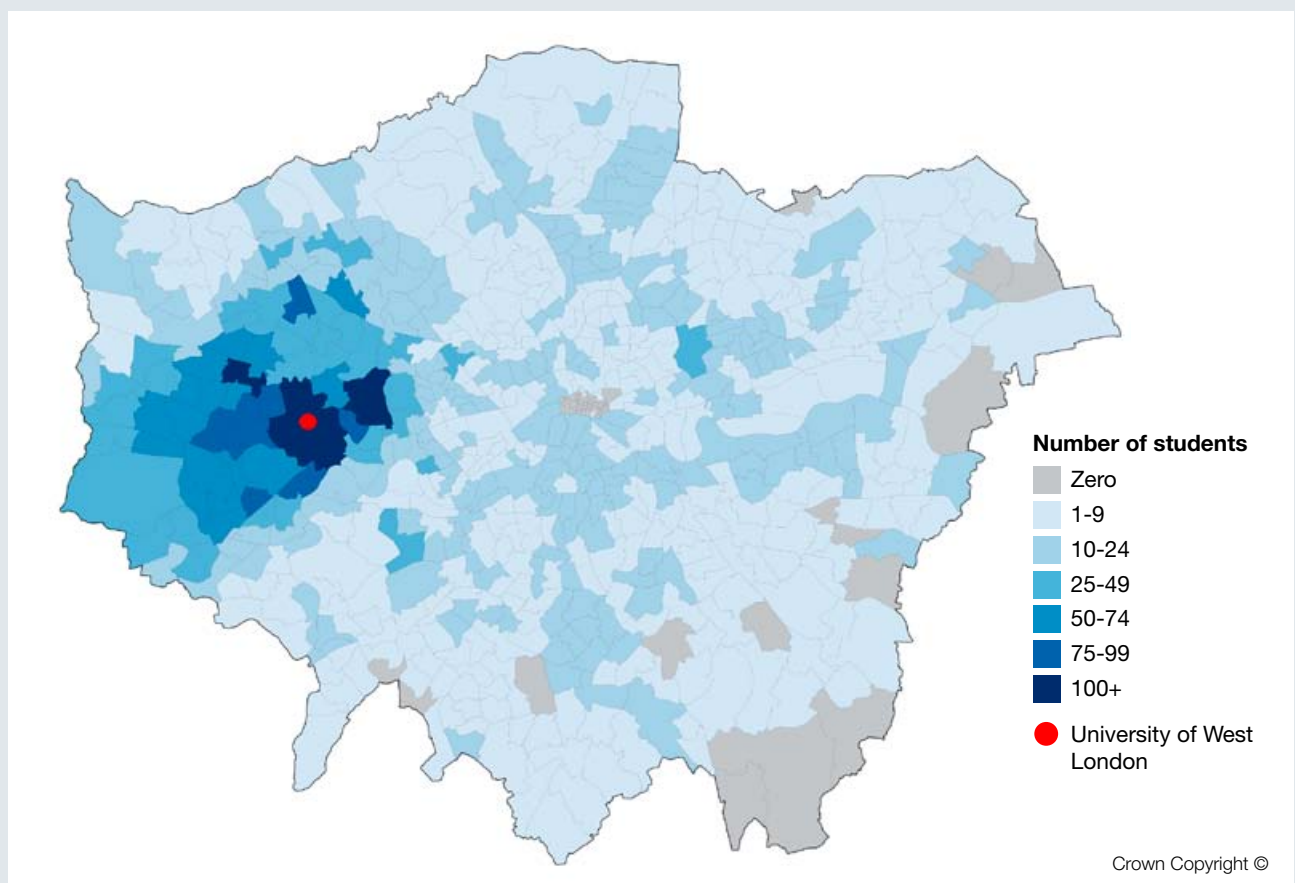 Number of students
Zero
1-9
10-24
25-49
50-74
75-99
100+
University of West
London
Crown Copyright ©